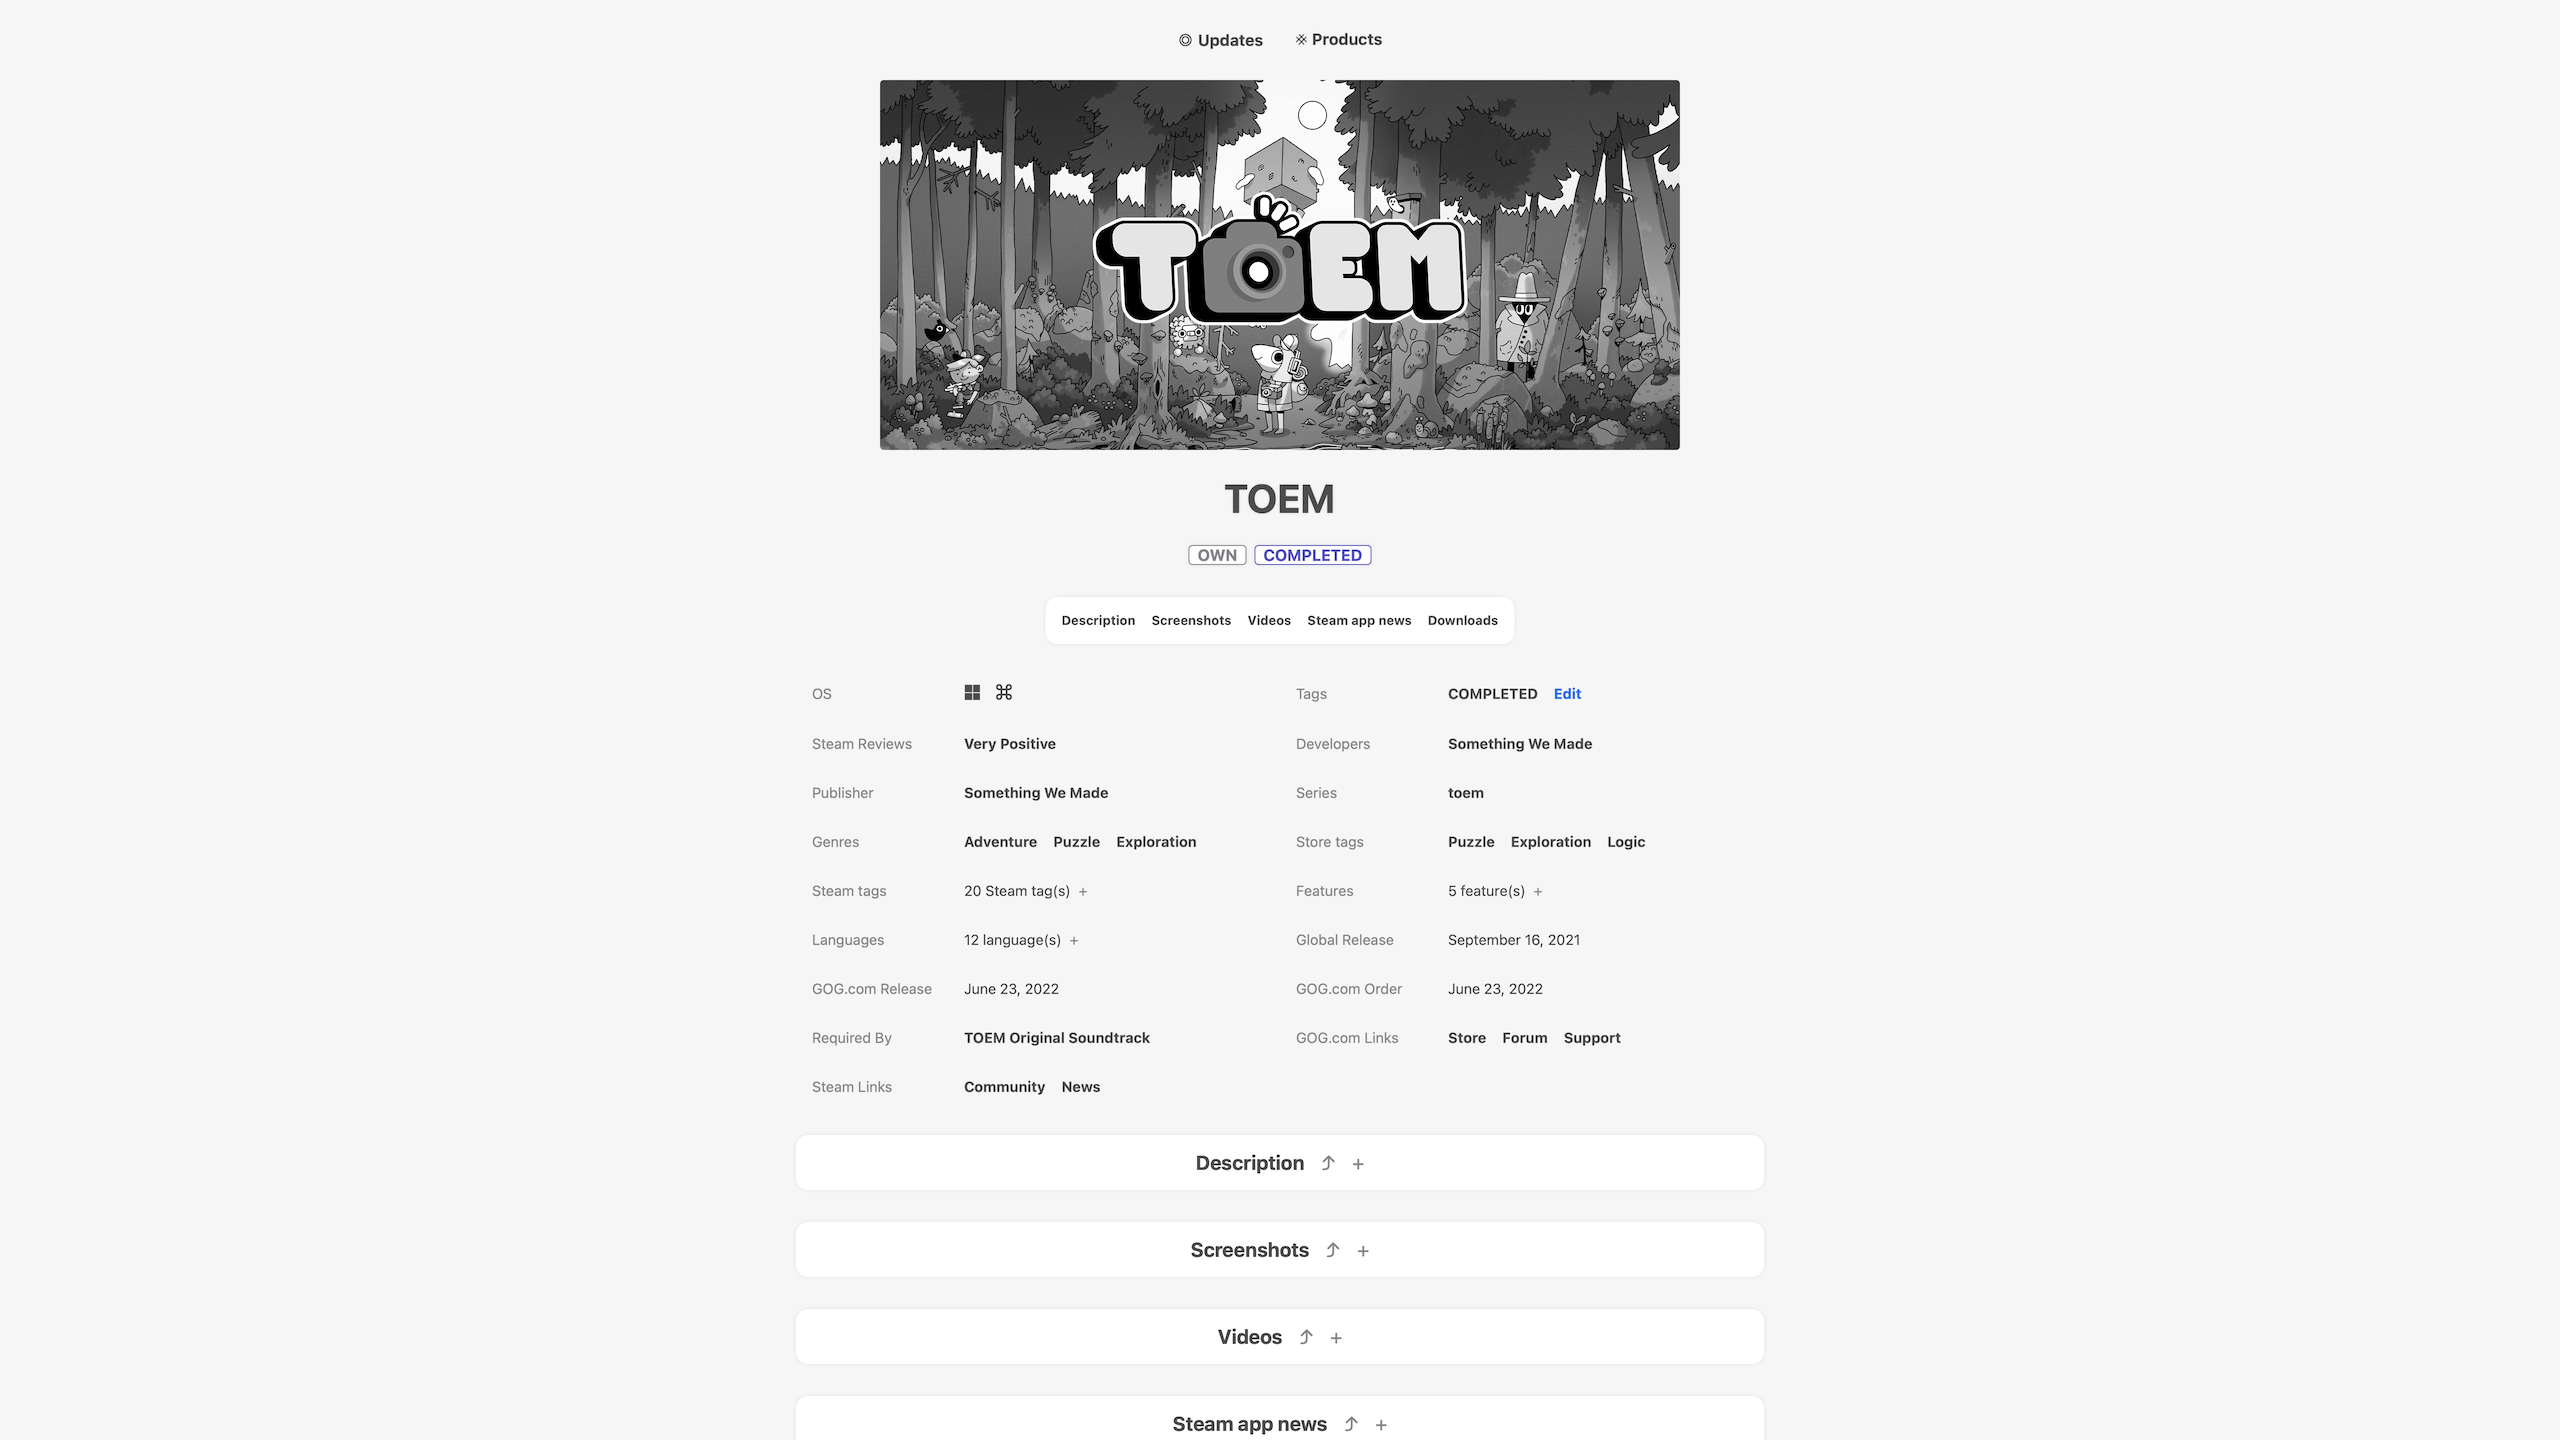 Updates Products
TOEM
TOEM
OWN COMPLETED
Description Screenshots Videos Steam app news Downloads
OS
Tags COMPLETED Edit
Steam Reviews Very Positive
Developers Something We Made
Publisher Something We Made
Series toem
Genres Adventure Puzzle Exploration
Store tags Puzzle Exploration Logic
Steam tags 20 Steam tag(s) +
Features 5 feature(s) +
Languages 12 language(s) +
Global Release September 16, 2021
GOG.com Release June 23, 2022
GOG.com Order June 23, 2022
Required By TOEM Original Soundtrack
GOG.com Links Store Forum Support
Steam Links Community News
Description ⤴ +
Screenshots ⤴ +
Videos ⤴ +
Steam app news ⤴ +